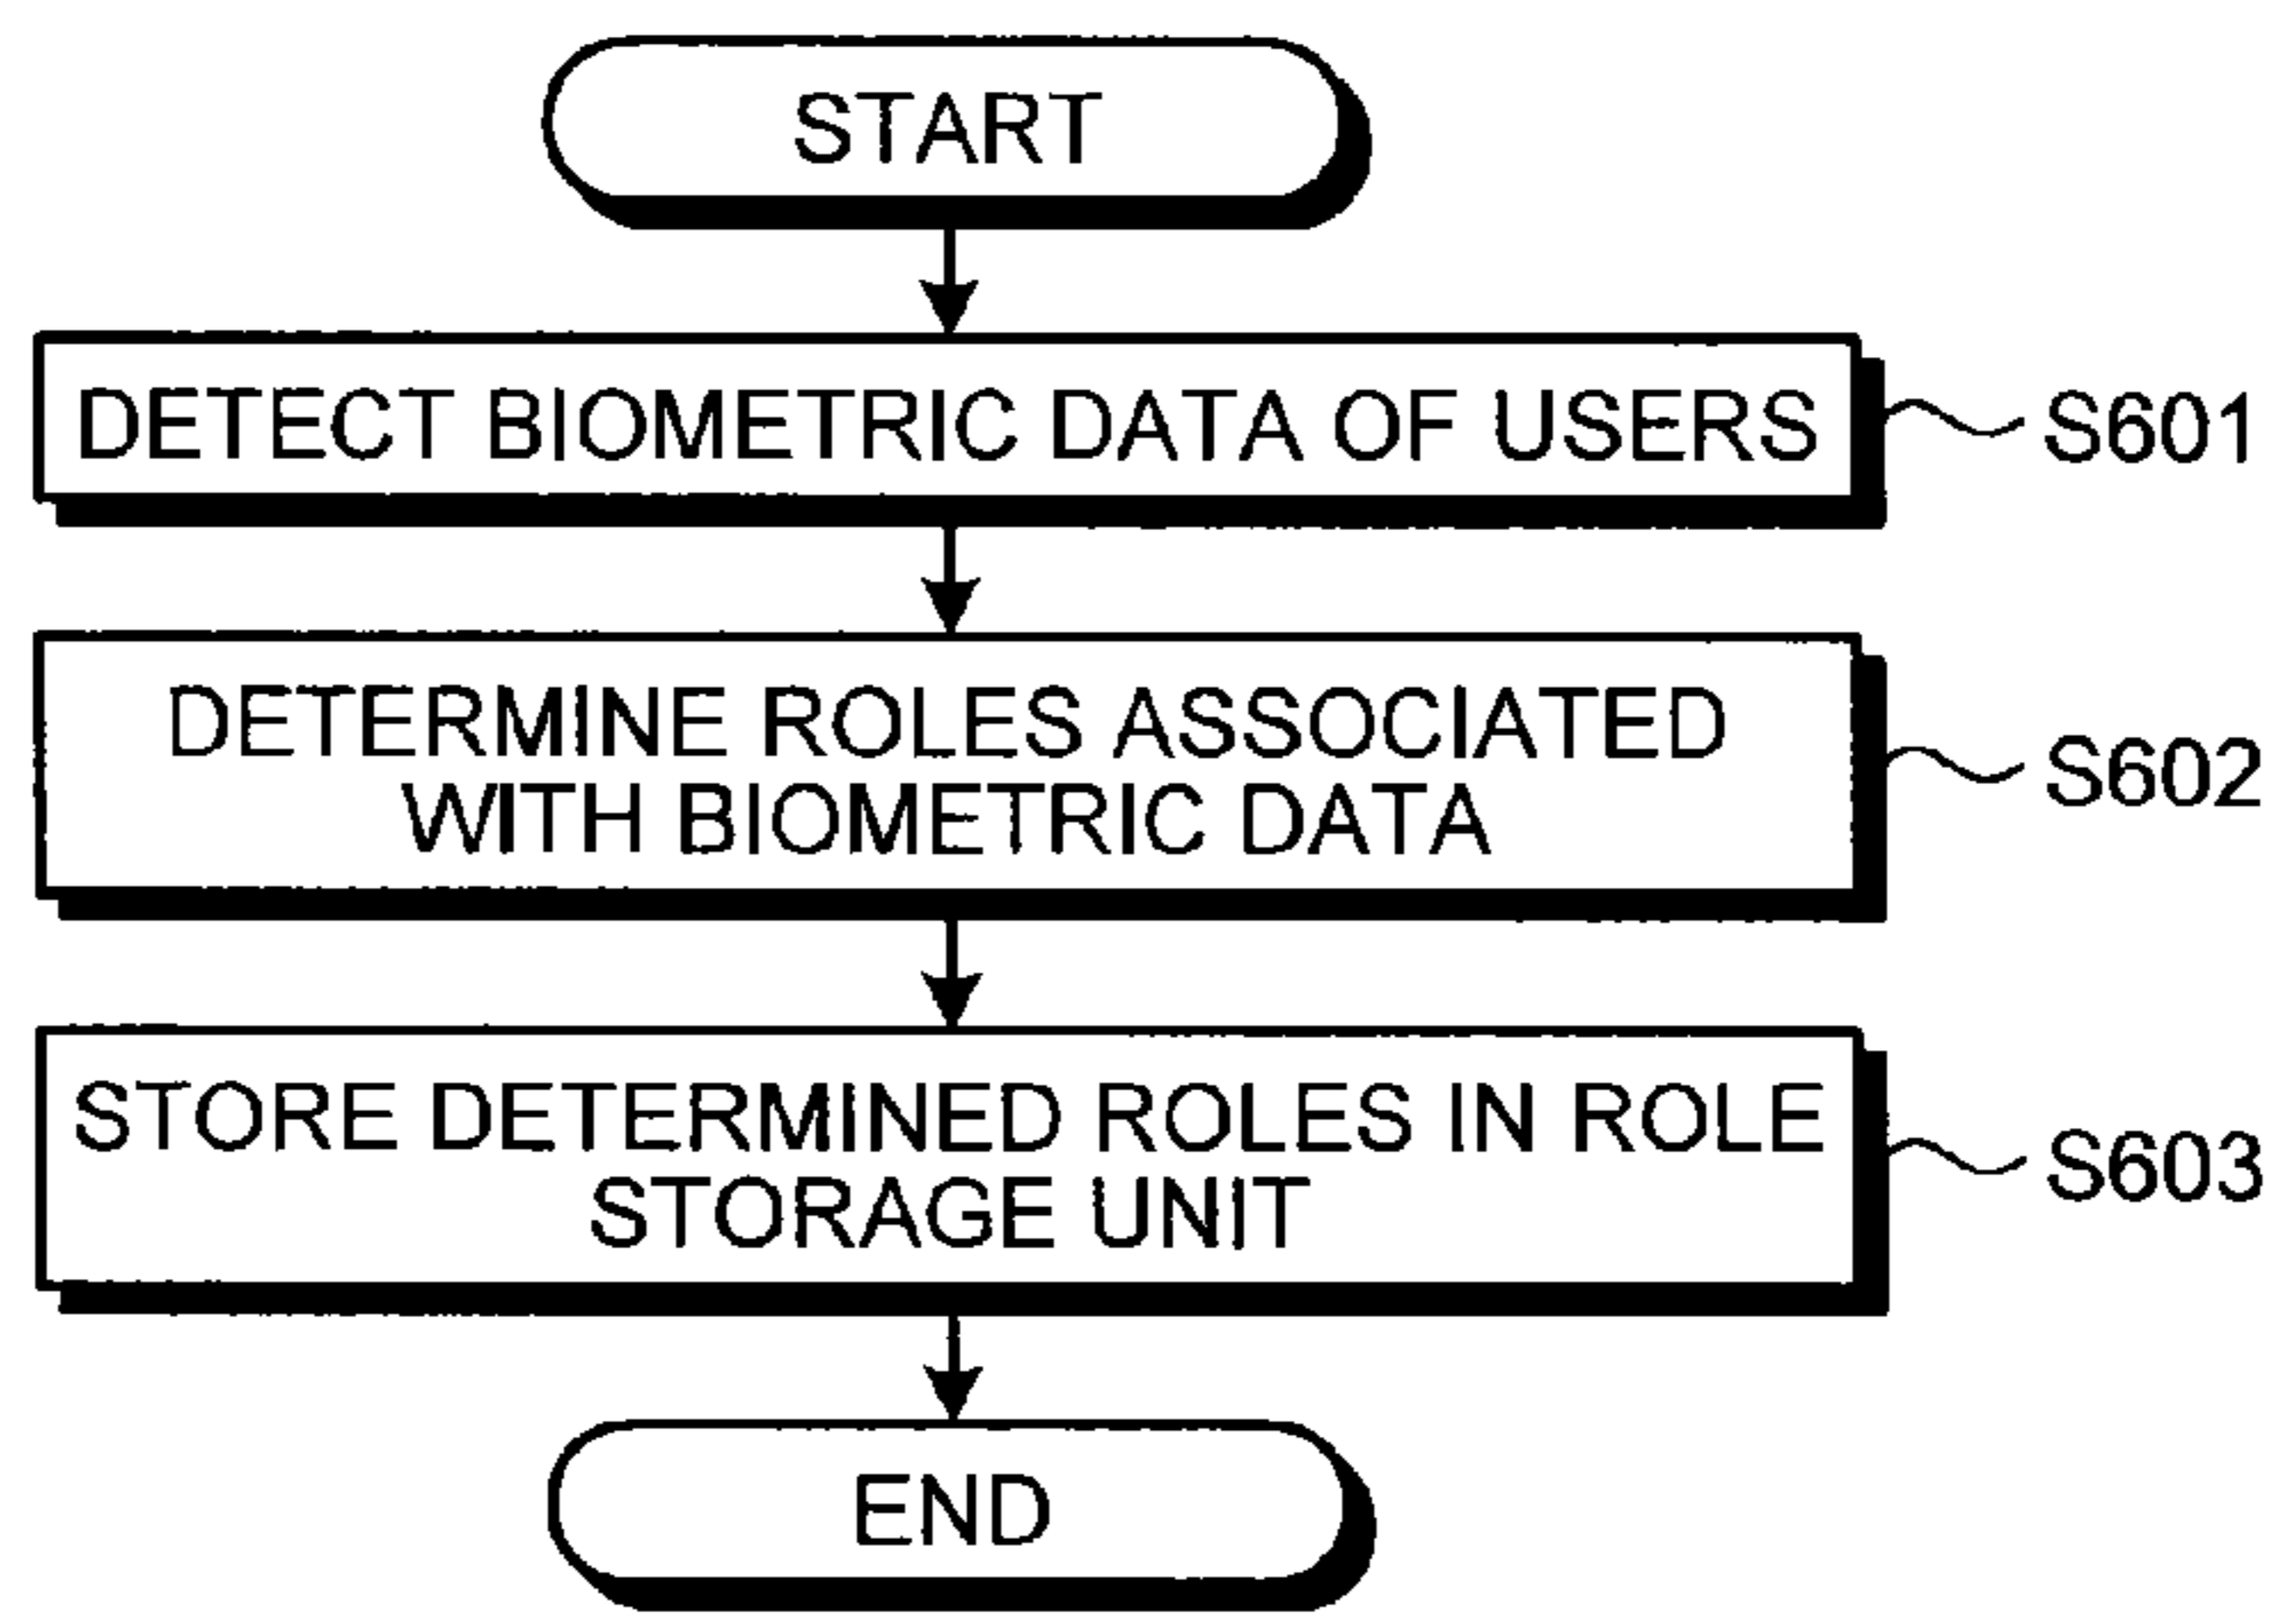 START
DETECT BIOMETRIC DATA OF USERS
S601
DETERMINE ROLES ASSOCIATED
WITH BIOMETRIC DATA
S602
STORE DETERMINED ROLES IN ROLE
STORAGE UNIT
S603
END